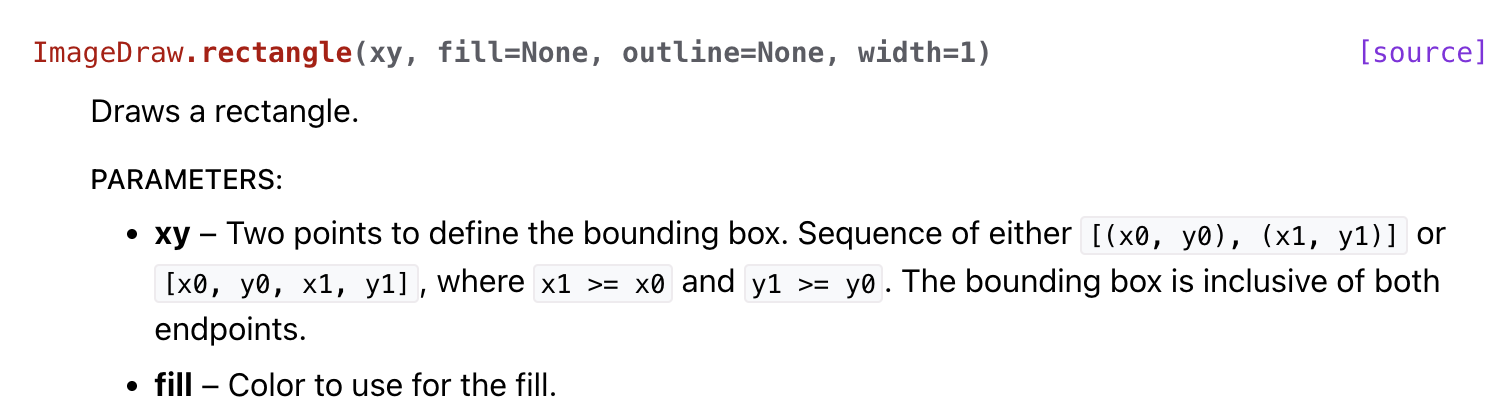 ImageDraw.rectangle(xy, fill=None, outline=None, width=1) [source]
Draws a rectangle.
PARAMETERS:
• xy – Two points to define the bounding box. Sequence of either [(x0, y0), (x1, y1)] or
[x0, y0, x1, y1], where x1 >= x0 and y1 >= y0. The bounding box is inclusive of both
endpoints.
• fill – Color to use for the fill.